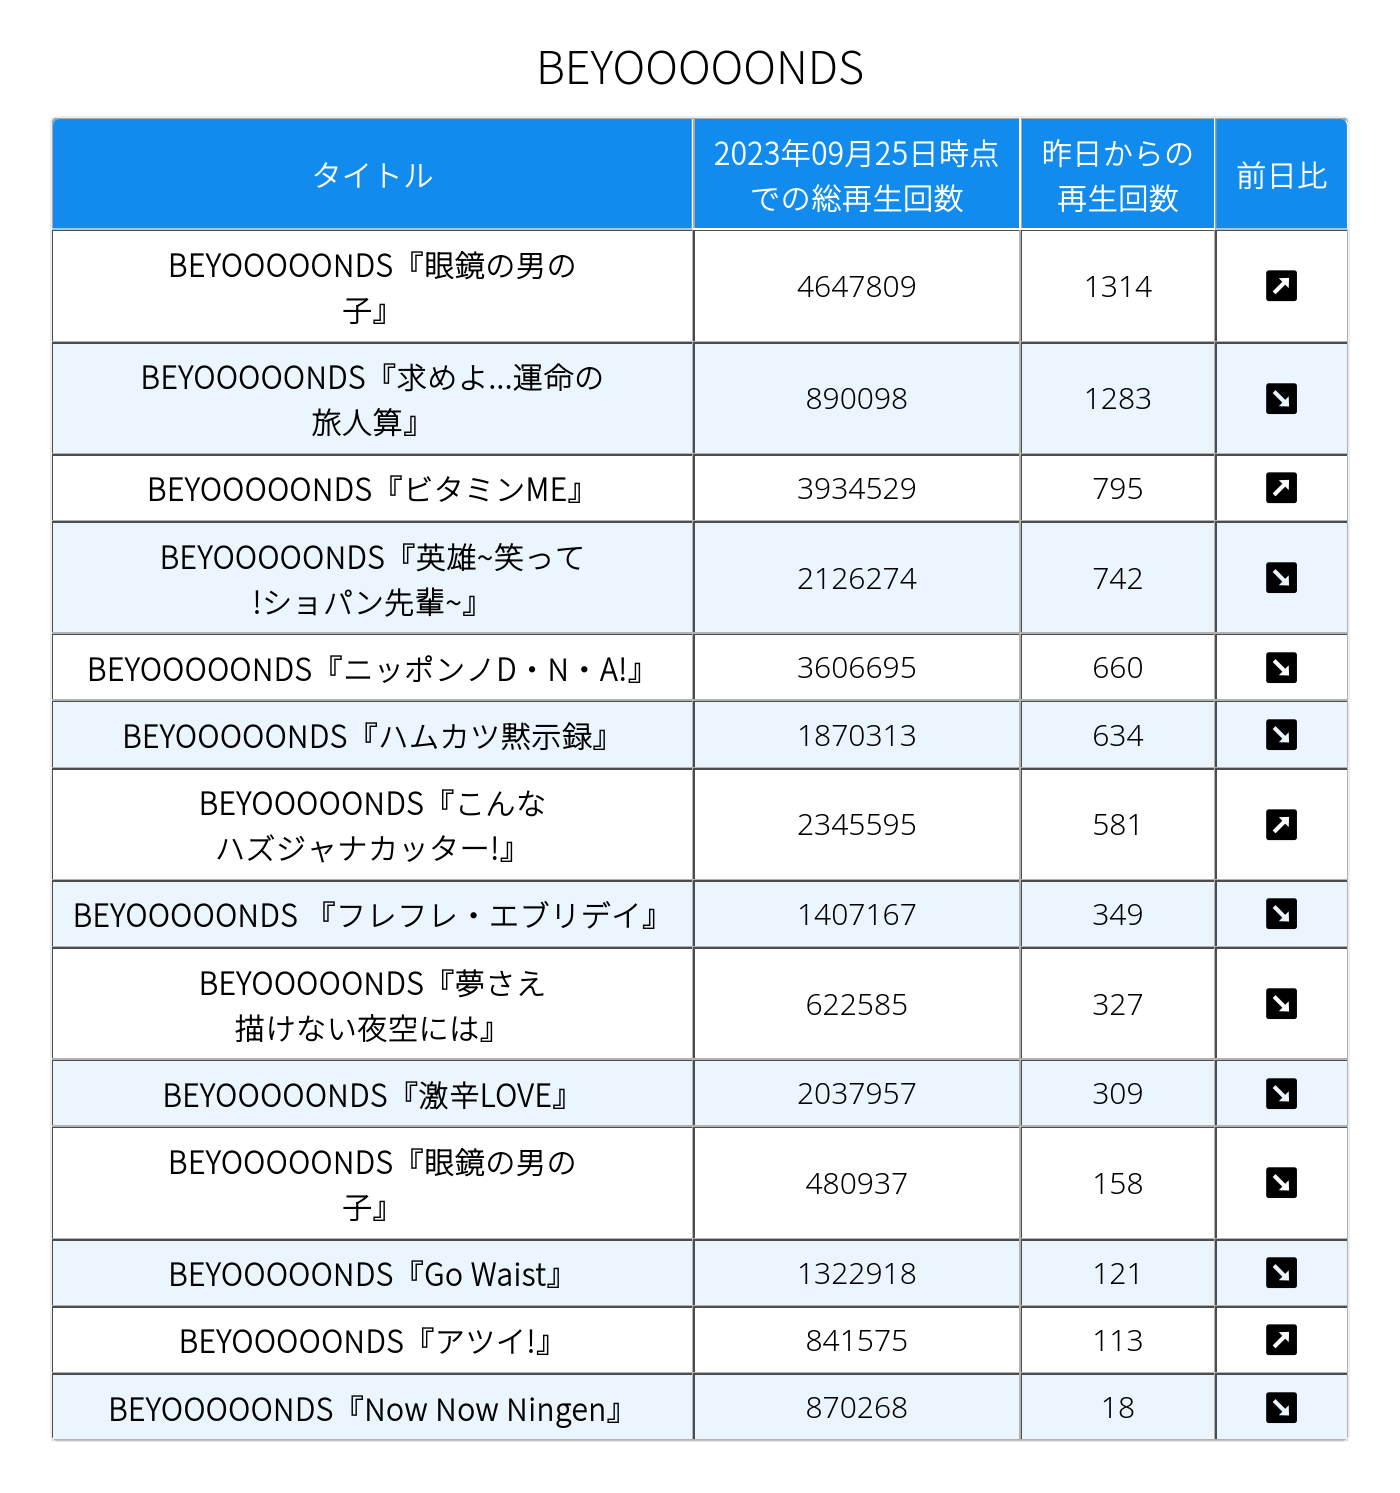 BEYOOOOONDS
タイトル
2023年09月25日時点
での総再生回数
昨日からの
再生回数
前日比
BEYOOOOONDS『眼鏡の男の
子』
4647809
1314
BEYOOOOONDS『求めよ...運命の
旅人算』
890098
1283
BEYOOOOONDS『ビタミンME』
3934529
795
BEYOOOOONDS『英雄~笑って
!ショパン先輩~』
2126274
742
BEYOOOOONDS『ニッポンノD・N・A!』
3606695
660
BEYOOOOONDS『ハムカツ黙示録』
1870313
634
BEYOOOOONDS『こんな
ハズジャナカッター!』
2345595
581
BEYOOOOONDS 『フレフレ・エブリデイ』
1407167
349
BEYOOOOONDS『夢さえ
描けない夜空には』
622585
327
BEYOOOOONDS『激辛LOVE』
2037957
309
BEYOOOOONDS『眼鏡の男の
子』
480937
158
BEYOOOOONDS『Go Waist』
1322918
121
BEYOOOOONDS『アツイ!』
841575
113
BEYOOOOONDS『Now Now Ningen』
870268
18